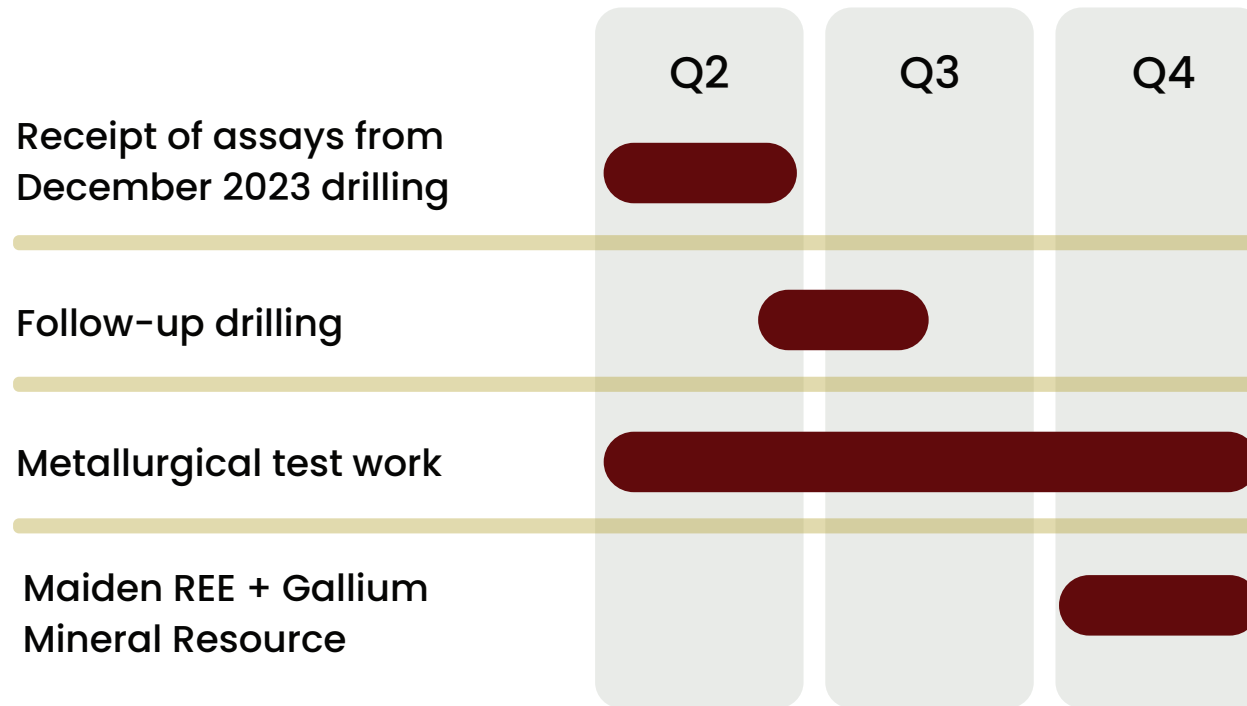 Q2 Q3 Q4
Receipt of assays from
December 2023 drilling
Follow-up drilling
Metallurgical test work
Maiden REE + Gallium
Mineral Resource